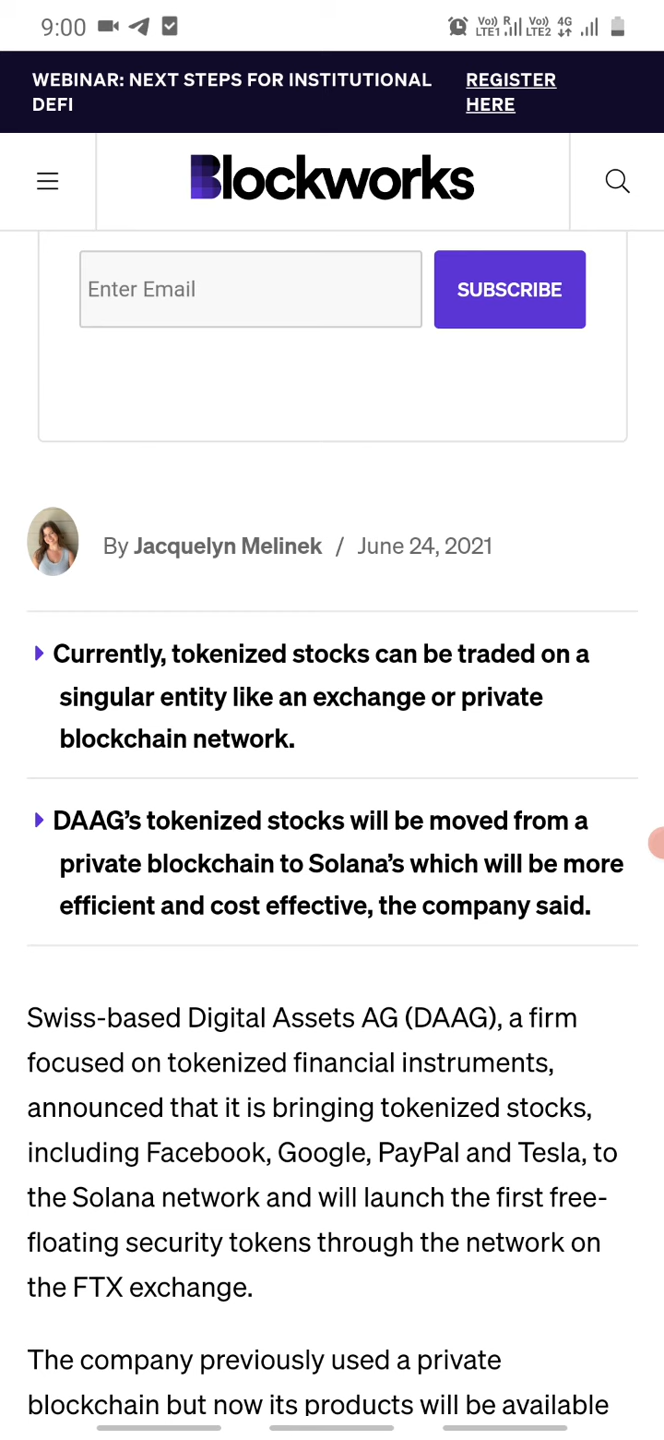 9:00 Vo)) R Vo)) 4G
LTE1 LTE2
WEBINAR: NEXT STEPS FOR INSTITUTIONAL REGISTER
DEFI HERE
Blockworks
Enter Email SUBSCRIBE
By Jacquelyn Melinek / June 24, 2021
Currently, tokenized stocks can be traded on a
singular entity like an exchange or private
blockchain network.
DAAG’s tokenized stocks will be moved from a
private blockchain to Solana’s which will be more
efficient and cost effective, the company said.
Swiss-based Digital Assets AG (DAAG), a firm
focused on tokenized financial instruments,
announced that it is bringing tokenized stocks,
including Facebook, Google, PayPal and Tesla, to
the Solana network and will launch the first free-
floating security tokens through the network on
the FTX exchange.
The company previously used a private
blockchain but now its products will be available